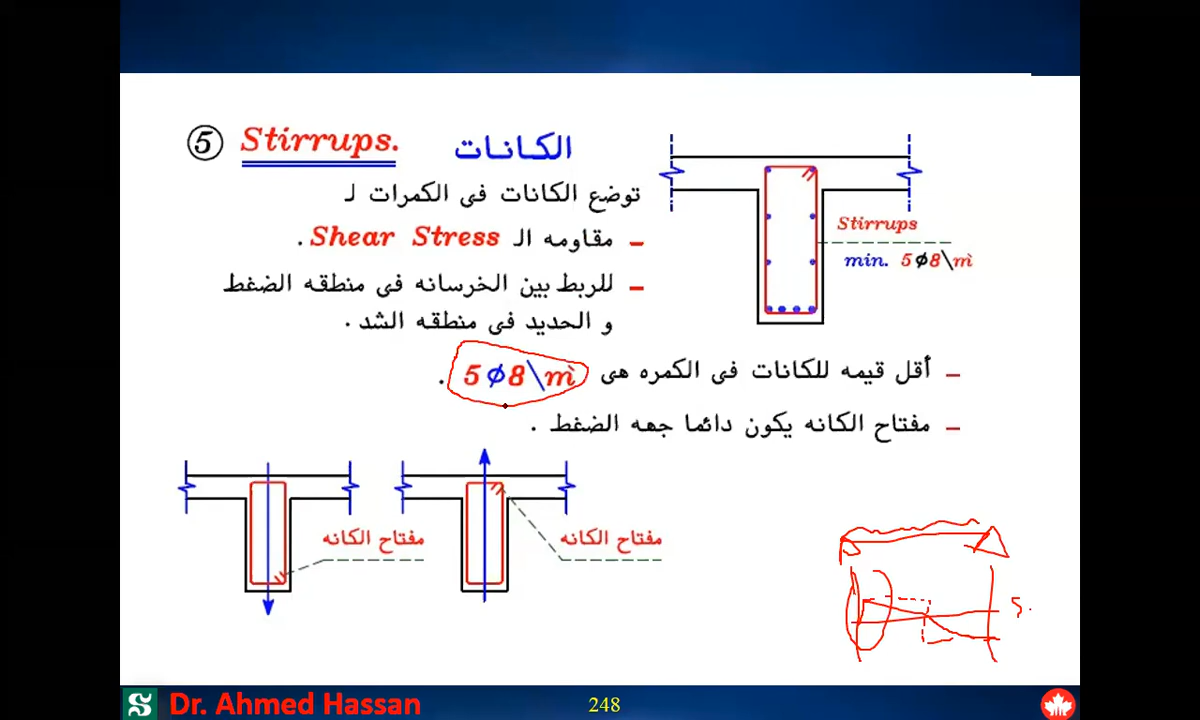 ⑤ Stirrups. الكانات
توضع الكانات فى الكمرات لـ
– مقاومه الـ Shear Stress .
– للربط بين الخرسانه فى منطقه الضغط
و الحديد فى منطقه الشد .
Stirrups
min. 5ϕ8\m̀
– أقل قيمه للكانات فى الكمره هى 5ϕ8\m̀ .
– مفتاح الكانه يكون دائما جهه الضغط .
مفتاح الكانه
مفتاح الكانه
S.
Dr. Ahmed Hassan
248